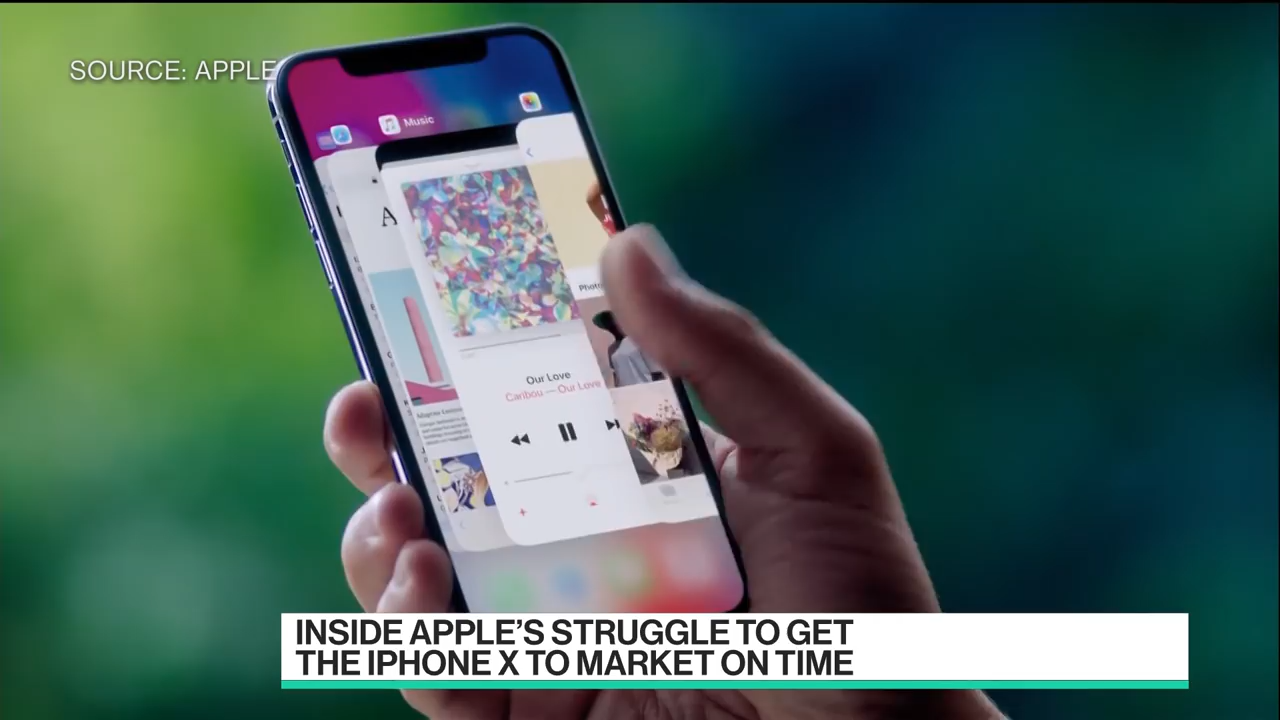 SOURCE: APPLE
Music
A
Photo
Our Love
Caribou — Our Love
INSIDE APPLE'S STRUGGLE TO GET
THE IPHONE X TO MARKET ON TIME